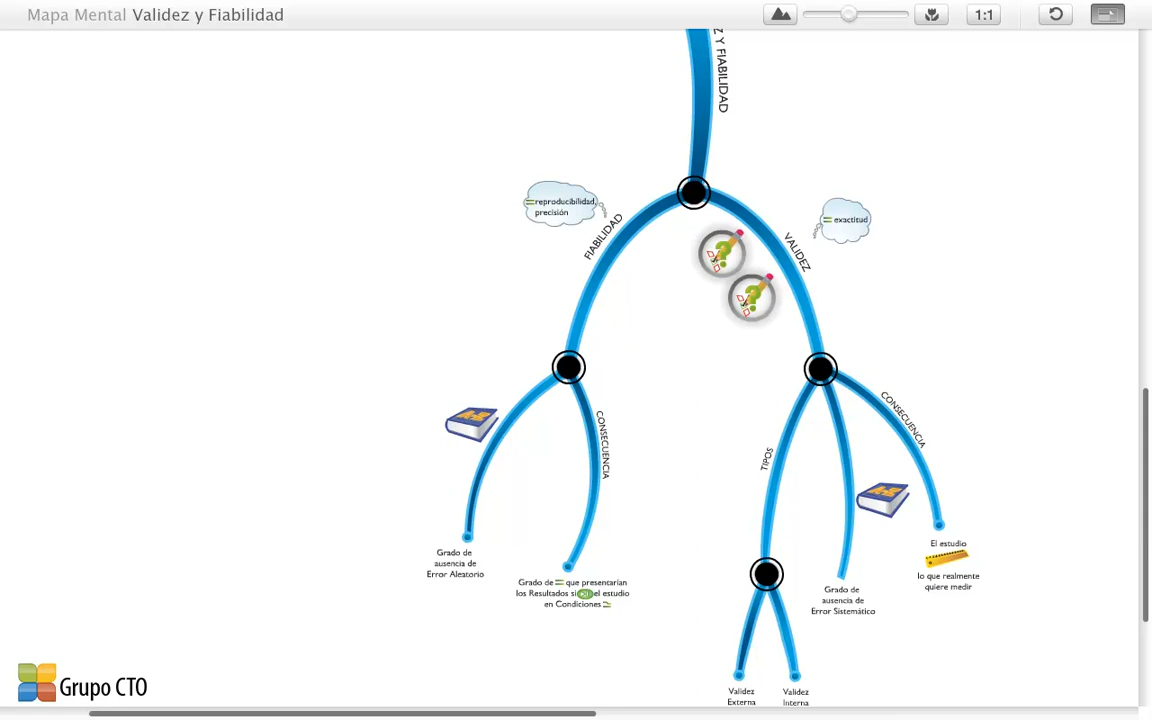 Mapa Mental Validez y Fiabilidad
1:1
Z Y FIABILIDAD
reproducibilidad,
precisión
FIABILIDAD
exactitud
VALIDEZ
CONSECUENCIA
CONSECUENCIA
TIPOS
Grado de
ausencia de
Error Aleatorio
Grado de = que presentarían
los Resultados si el estudio
en Condiciones
El estudio
lo que realmente
quiere medir
Grado de
ausencia de
Error Sistemático
Validez
Externa
Validez
Interna
Grupo CTO